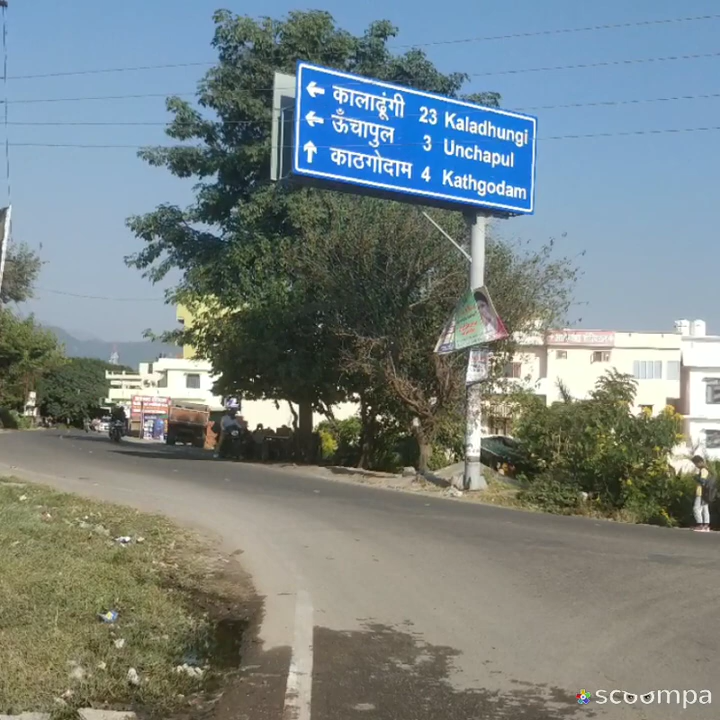 ← कालाढूंगी 23 Kaladhungi
← ऊँचापुल 3 Unchapul
↑ काठगोदाम 4 Kathgodam
scoompa